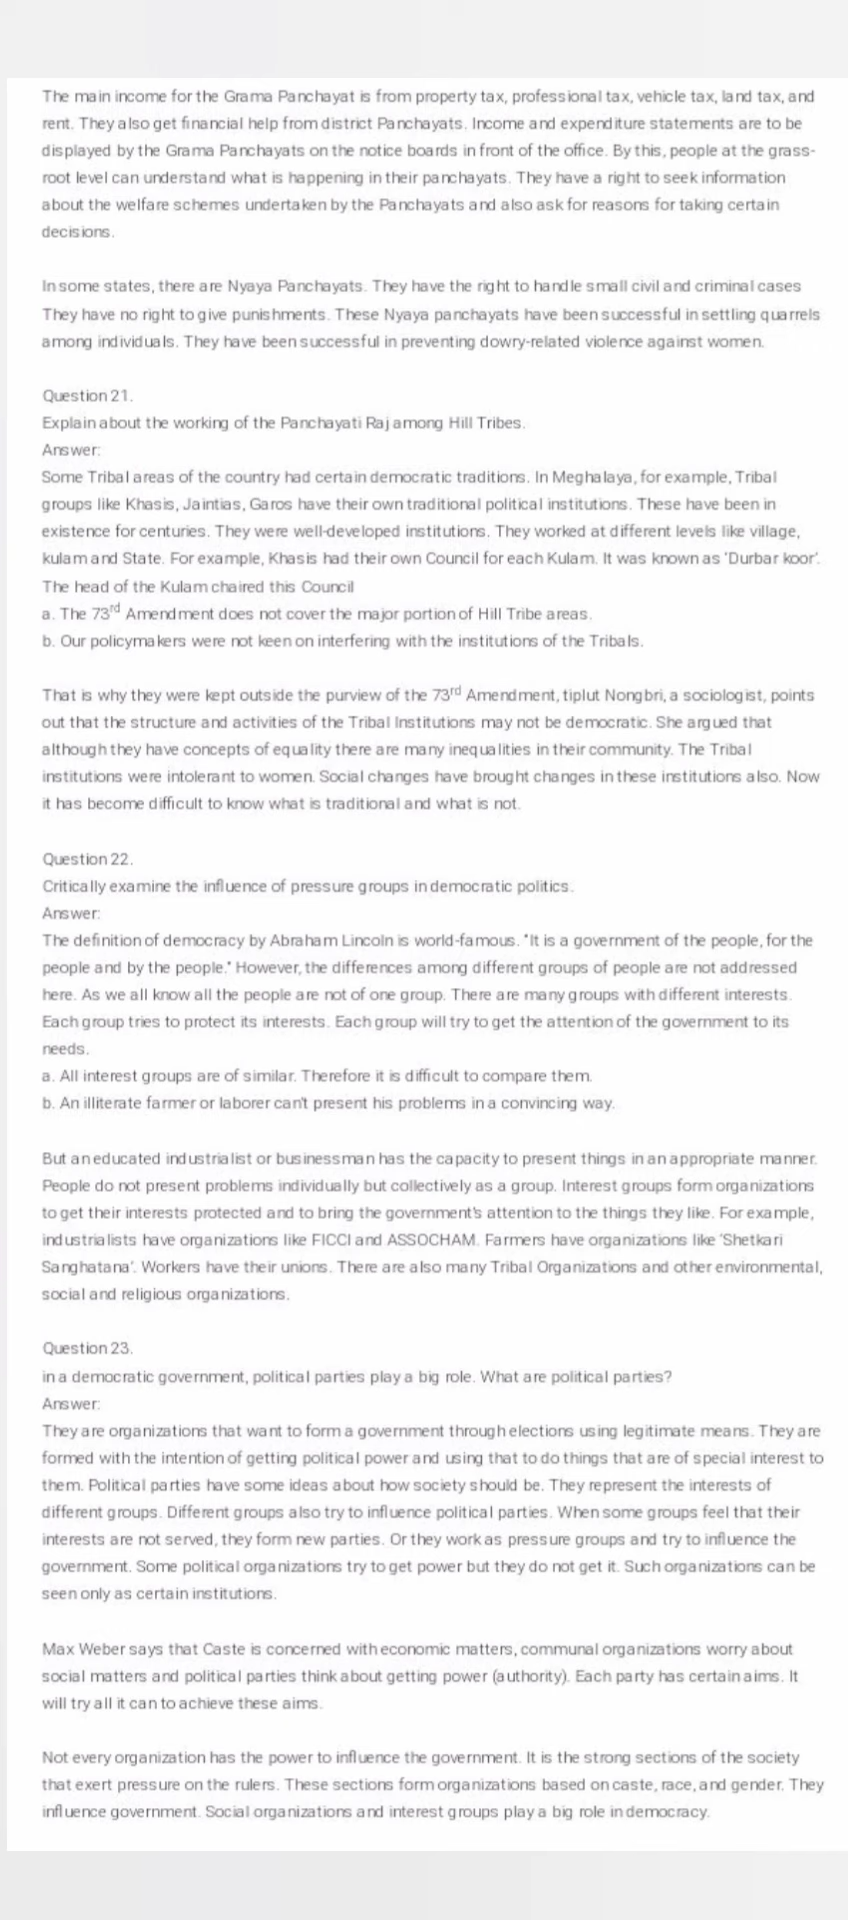 The main income for the Grama Panchayat is from property tax, professional tax, vehicle tax, land tax, and
rent. They also get financial help from district Panchayats. Income and expenditure statements are to be
displayed by the Grama Panchayats on the notice boards in front of the office. By this, people at the grass-
root level can understand what is happening in their panchayats. They have a right to seek information
about the welfare schemes undertaken by the Panchayats and also ask for reasons for taking certain
decisions.
In some states, there are Nyaya Panchayats. They have the right to handle small civil and criminal cases
They have no right to give punishments. These Nyaya panchayats have been successful in settling quarrels
among individuals. They have been successful in preventing dowry-related violence against women.
Question 21.
Explain about the working of the Panchayati Raj among Hill Tribes.
Answer:
Some Tribal areas of the country had certain democratic traditions. In Meghalaya, for example, Tribal
groups like Khasis, Jaintias, Garos have their own traditional political institutions. These have been in
existence for centuries. They were well-developed institutions. They worked at different levels like village,
kulam and State. For example, Khasis had their own Council for each Kulam. It was known as 'Durbar koor'.
The head of the Kulam chaired this Council
a. The 73rd Amendment does not cover the major portion of Hill Tribe areas.
b. Our policymakers were not keen on interfering with the institutions of the Tribals.
That is why they were kept outside the purview of the 73rd Amendment, tiplut Nongbri, a sociologist, points
out that the structure and activities of the Tribal Institutions may not be democratic. She argued that
although they have concepts of equality there are many inequalities in their community. The Tribal
institutions were intolerant to women. Social changes have brought changes in these institutions also. Now
it has become difficult to know what is traditional and what is not.
Question 22.
Critically examine the influence of pressure groups in democratic politics.
Answer:
The definition of democracy by Abraham Lincoln is world-famous. "It is a government of the people, for the
people and by the people." However, the differences among different groups of people are not addressed
here. As we all know all the people are not of one group. There are many groups with different interests.
Each group tries to protect its interests. Each group will try to get the attention of the government to its
needs.
a. All interest groups are of similar. Therefore it is difficult to compare them.
b. An illiterate farmer or laborer can't present his problems in a convincing way.
But an educated industrialist or businessman has the capacity to present things in an appropriate manner.
People do not present problems individually but collectively as a group. Interest groups form organizations
to get their interests protected and to bring the government's attention to the things they like. For example,
industrialists have organizations like FICCI and ASSOCHAM. Farmers have organizations like 'Shetkari
Sanghatana'. Workers have their unions. There are also many Tribal Organizations and other environmental,
social and religious organizations.
Question 23.
in a democratic government, political parties play a big role. What are political parties?
Answer:
They are organizations that want to form a government through elections using legitimate means. They are
formed with the intention of getting political power and using that to do things that are of special interest to
them. Political parties have some ideas about how society should be. They represent the interests of
different groups. Different groups also try to influence political parties. When some groups feel that their
interests are not served, they form new parties. Or they work as pressure groups and try to influence the
government. Some political organizations try to get power but they do not get it. Such organizations can be
seen only as certain institutions.
Max Weber says that Caste is concerned with economic matters, communal organizations worry about
social matters and political parties think about getting power (authority). Each party has certain aims. It
will try all it can to achieve these aims.
Not every organization has the power to influence the government. It is the strong sections of the society
that exert pressure on the rulers. These sections form organizations based on caste, race, and gender. They
influence government. Social organizations and interest groups play a big role in democracy.